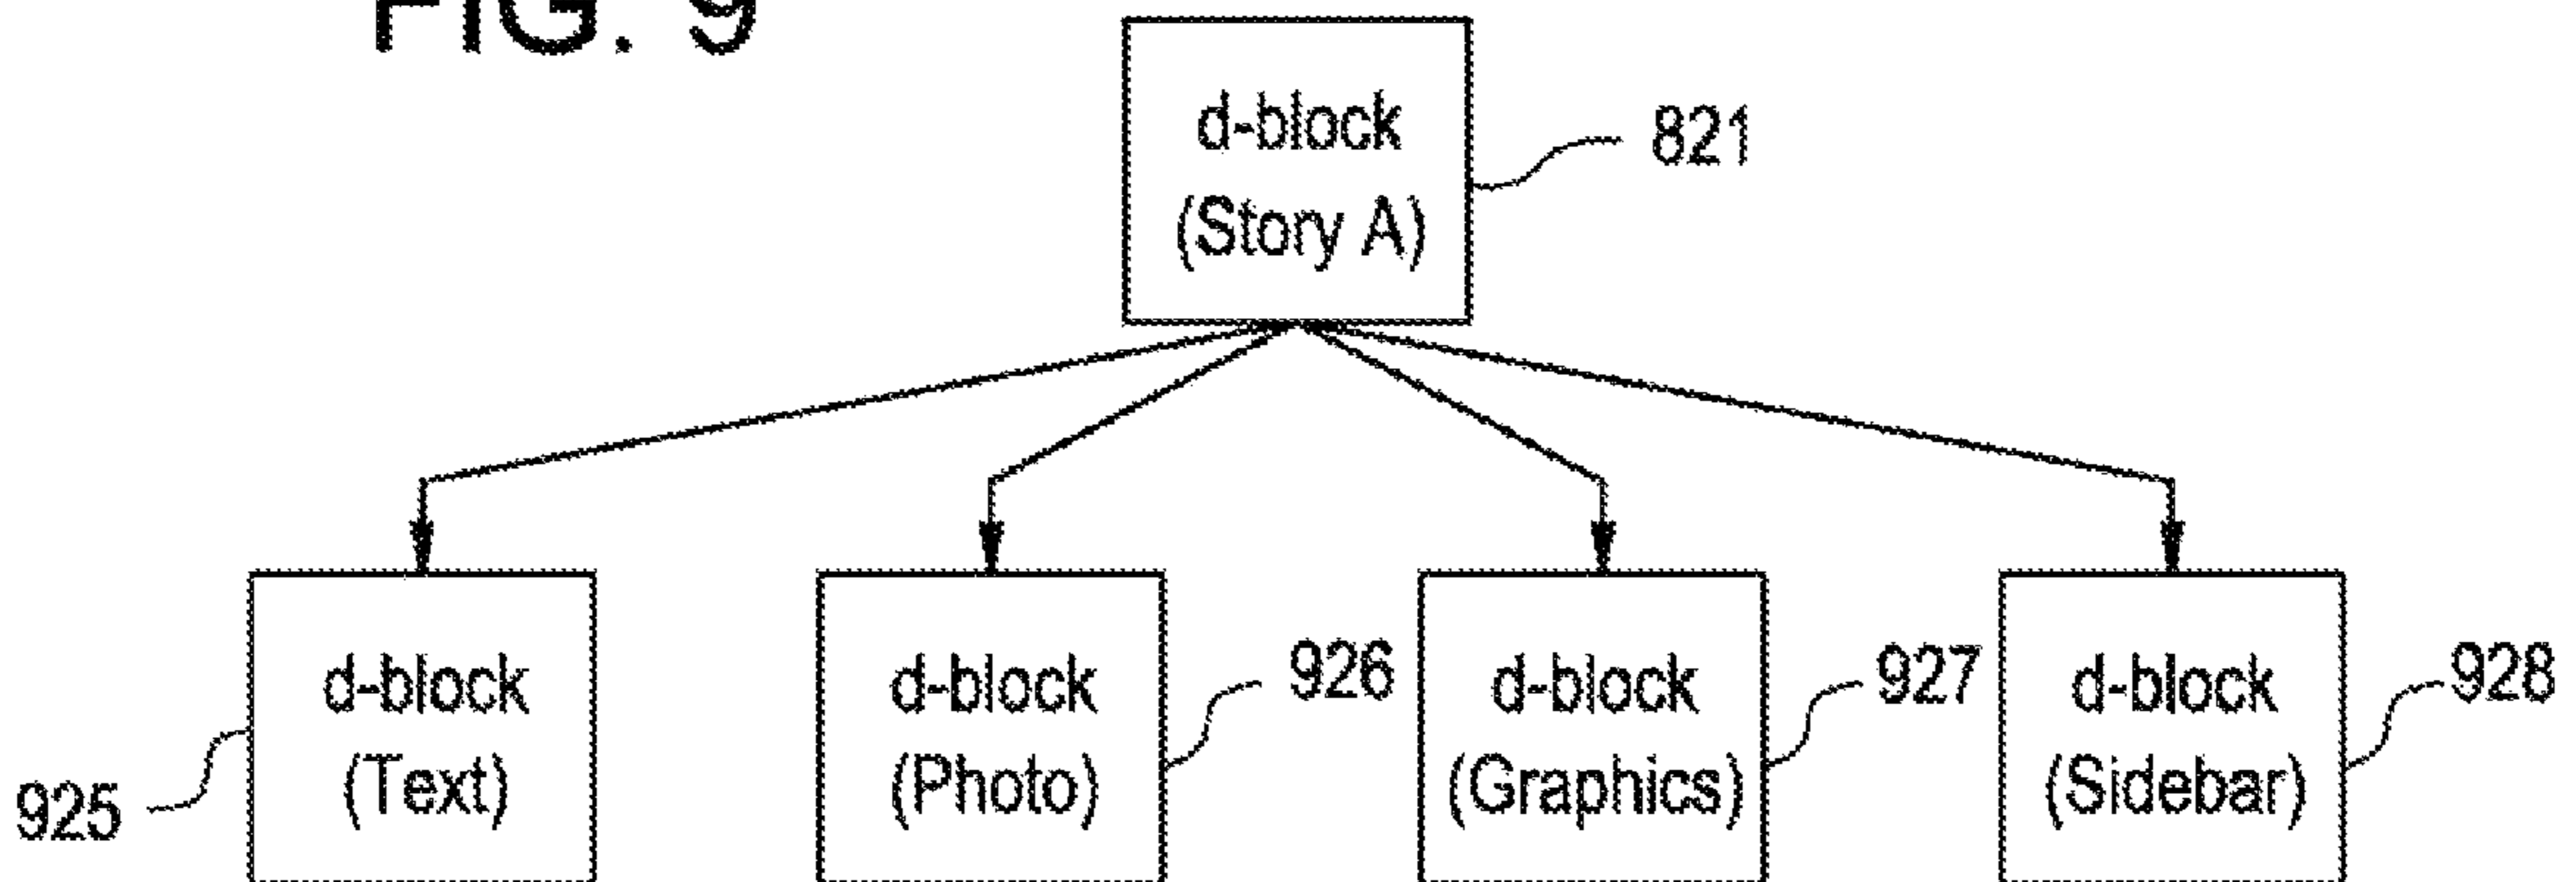 FIG. 9
d-block
(Story A)
821
d-block
(Text)
925
d-block
(Photo)
926
d-block
(Graphics)
927
d-block
(Sidebar)
928